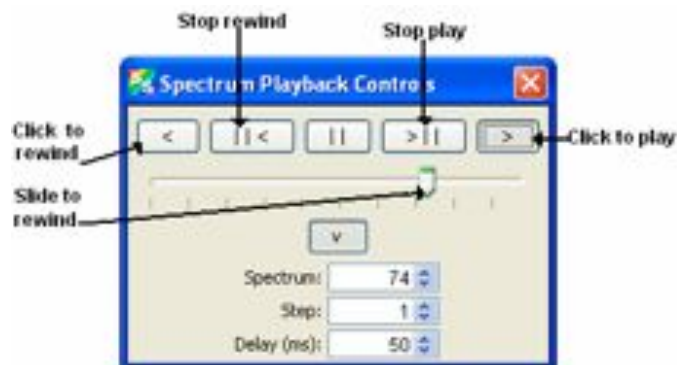 Stop rewind
Stop play
Spectrum Playback Controls
Click to
rewind
< ||< || >|| >
Click to play
Slide to
rewind
v
Spectrum: 74
Step: 1
Delay (ms): 50